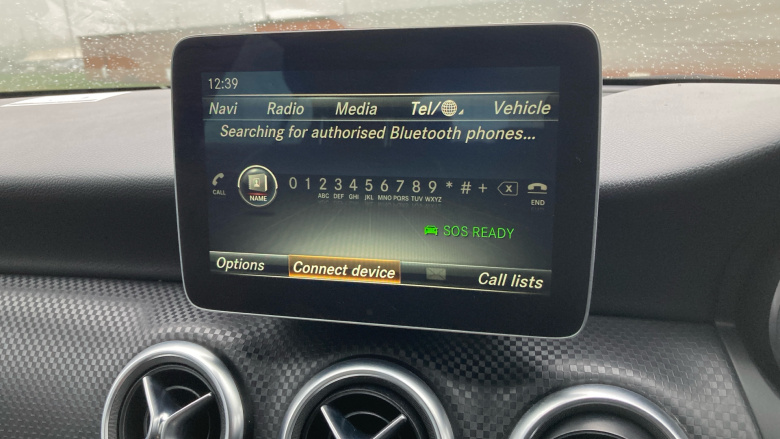 12:39
Navi Radio Media Tel/ Vehicle
Searching for authorised Bluetooth phones...
CALL NAME 0 1 2 3 4 5 6 7 8 9 * # + X END
ABC DEF GHI JKL MNO PQRS TUV WXYZ
SOS READY
Options Connect device Call lists